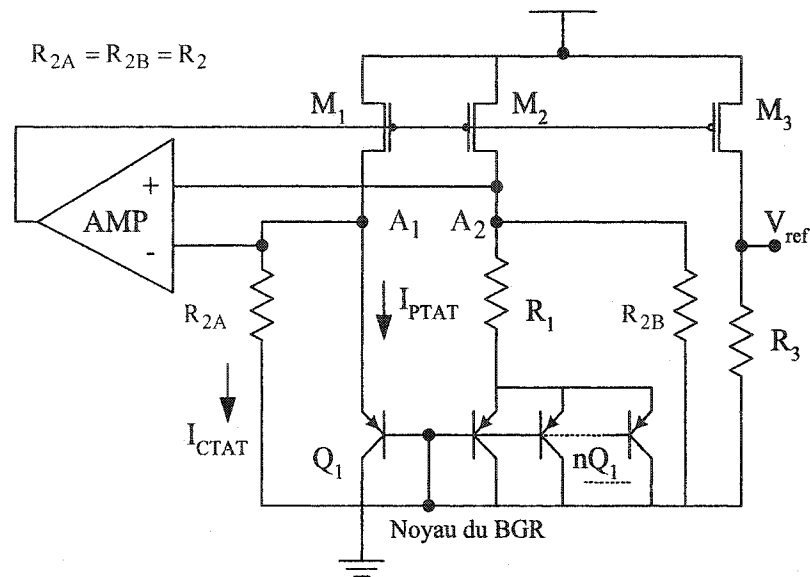 R2A = R2B = R2
M1
M2
M3
+
AMP
-
A1
A2
Vref
R2A
IPTAT
R1
R2B
R3
ICTAT
Q1
nQ1
Noyau du BGR